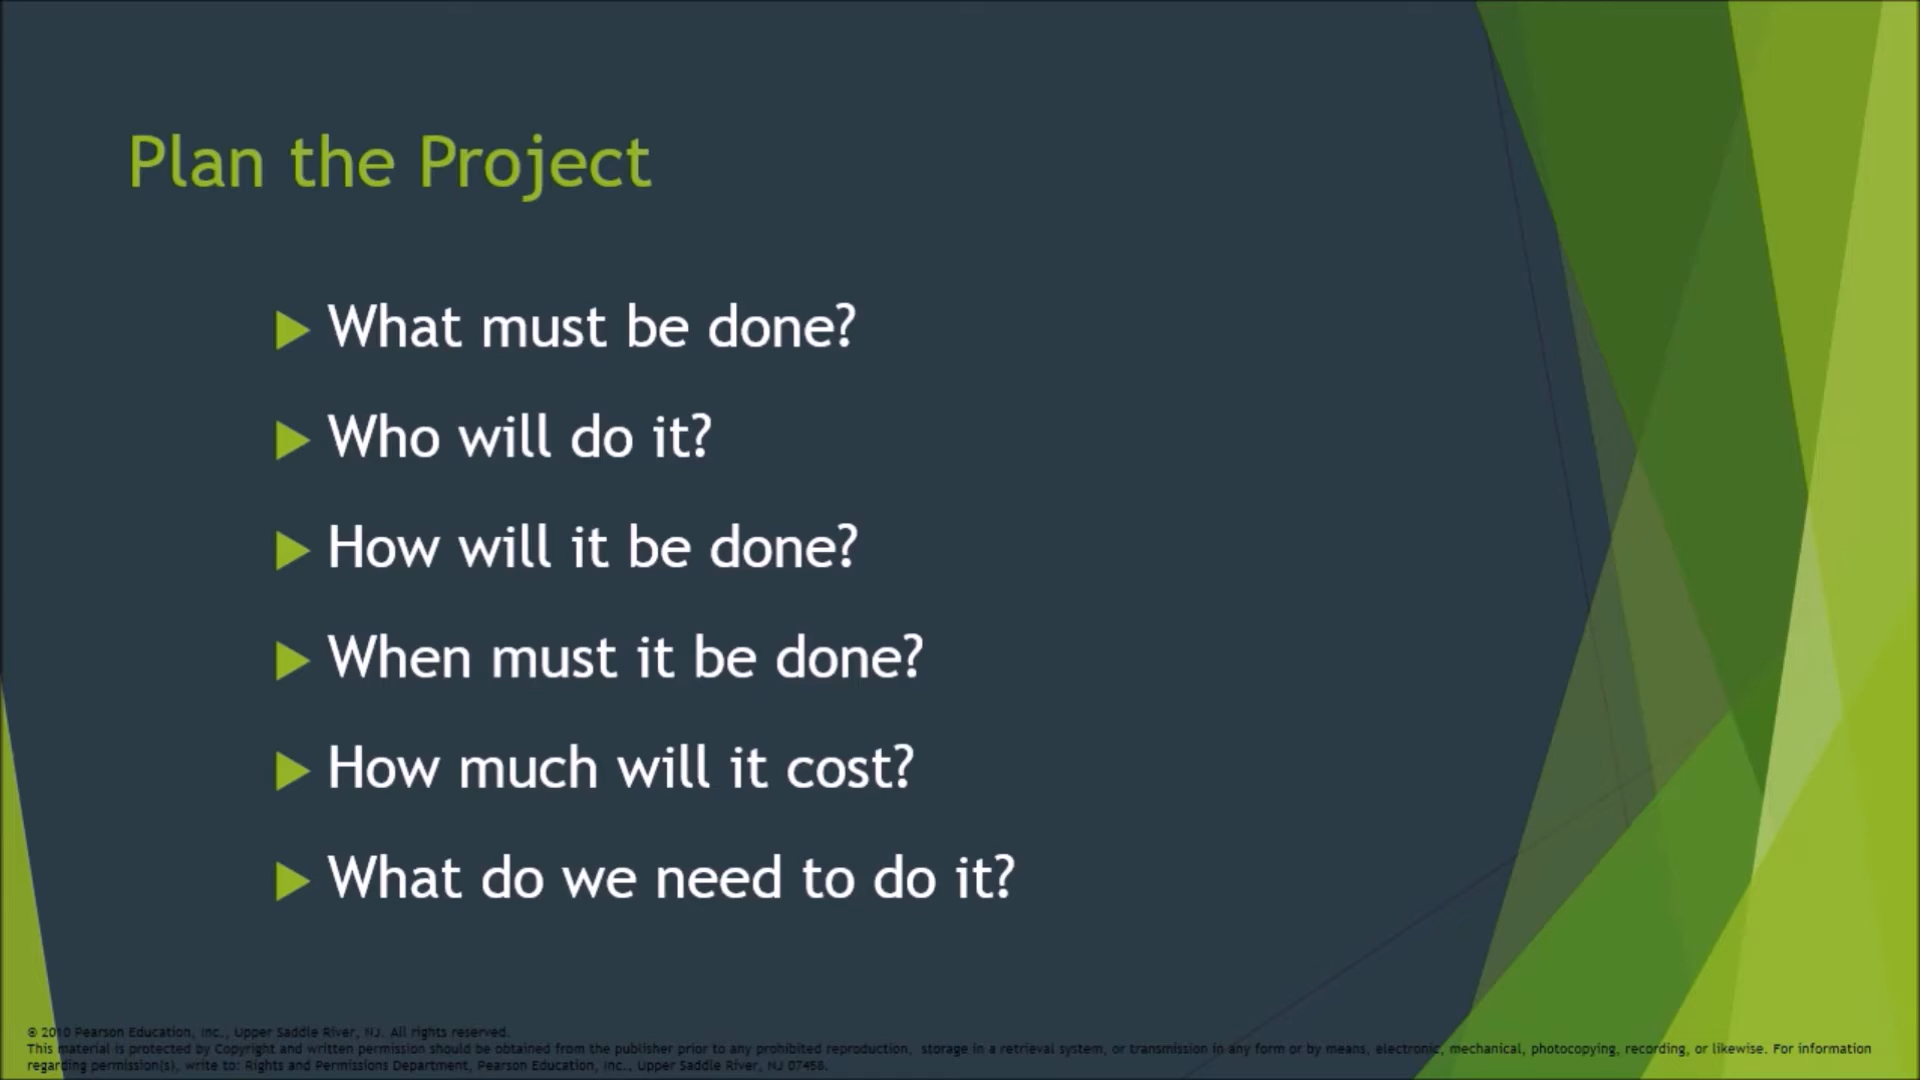 Plan the Project
What must be done?
Who will do it?
How will it be done?
When must it be done?
How much will it cost?
What do we need to do it?
© 2010 Pearson Education, Inc., Upper Saddle River, NJ. All rights reserved.
This material is protected by Copyright and written permission should be obtained from the publisher prior to any prohibited reproduction, storage in a retrieval system, or transmission in any form or by means, electronic, mechanical, photocopying, recording, or likewise. For information
regarding permission(s), write to: Rights and Permissions Department, Pearson Education, Inc., Upper Saddle River, NJ 07458.